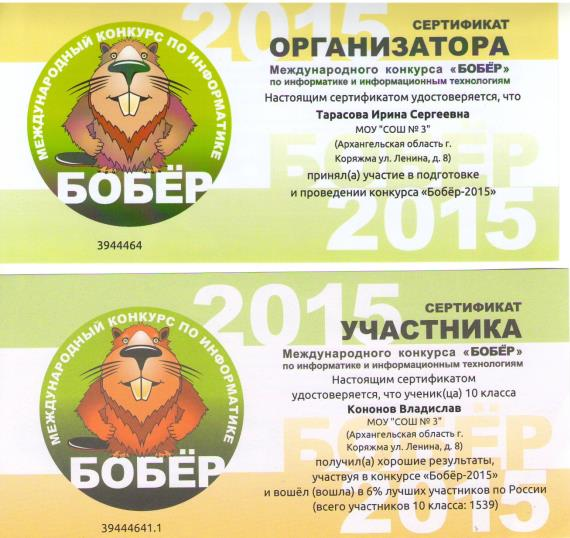 2015
МЕЖДУНАРОДНЫЙ КОНКУРС ПО ИНФОРМАТИКЕ
БОБЁР
3944464
СЕРТИФИКАТ
ОРГАНИЗАТОРА
Международного конкурса «БОБЁР»
по информатике и информационным технологиям
Настоящим сертификатом удостоверяется, что
Тарасова Ирина Сергеевна
МОУ "СОШ № 3"
(Архангельская область г.
Коряжма ул. Ленина, д. 8)
принял(а) участие в подготовке
и проведении конкурса «Бобёр-2015»
БОБЁР
2015
2015
МЕЖДУНАРОДНЫЙ КОНКУРС ПО ИНФОРМАТИКЕ
БОБЁР
39444641.1
СЕРТИФИКАТ
УЧАСТНИКА
Международного конкурса «БОБЁР»
по информатике и информационным технологиям
Настоящим сертификатом
удостоверяется, что ученик(ца) 10 класса
Кононов Владислав
МОУ "СОШ № 3"
(Архангельская область г.
Коряжма ул. Ленина, д. 8)
получил(а) хорошие результаты,
участвуя в конкурсе «Бобёр-2015»
и вошёл (вошла) в 6% лучших участников по России
(всего участников 10 класса: 1539)
БОБЁР
2015